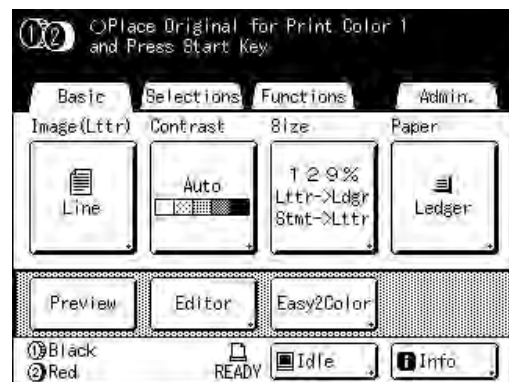 ①② ○Place Original for Print Color 1
and Press Start Key
Basic Selections Functions Admin.
Image(Lttr) Contrast Size Paper
Line
Auto
129%
Lttr->Ldgr
Stmt->Lttr
Ledger
Preview Editor Easy2Color
①Black
②Red
READY
Idle
Info.